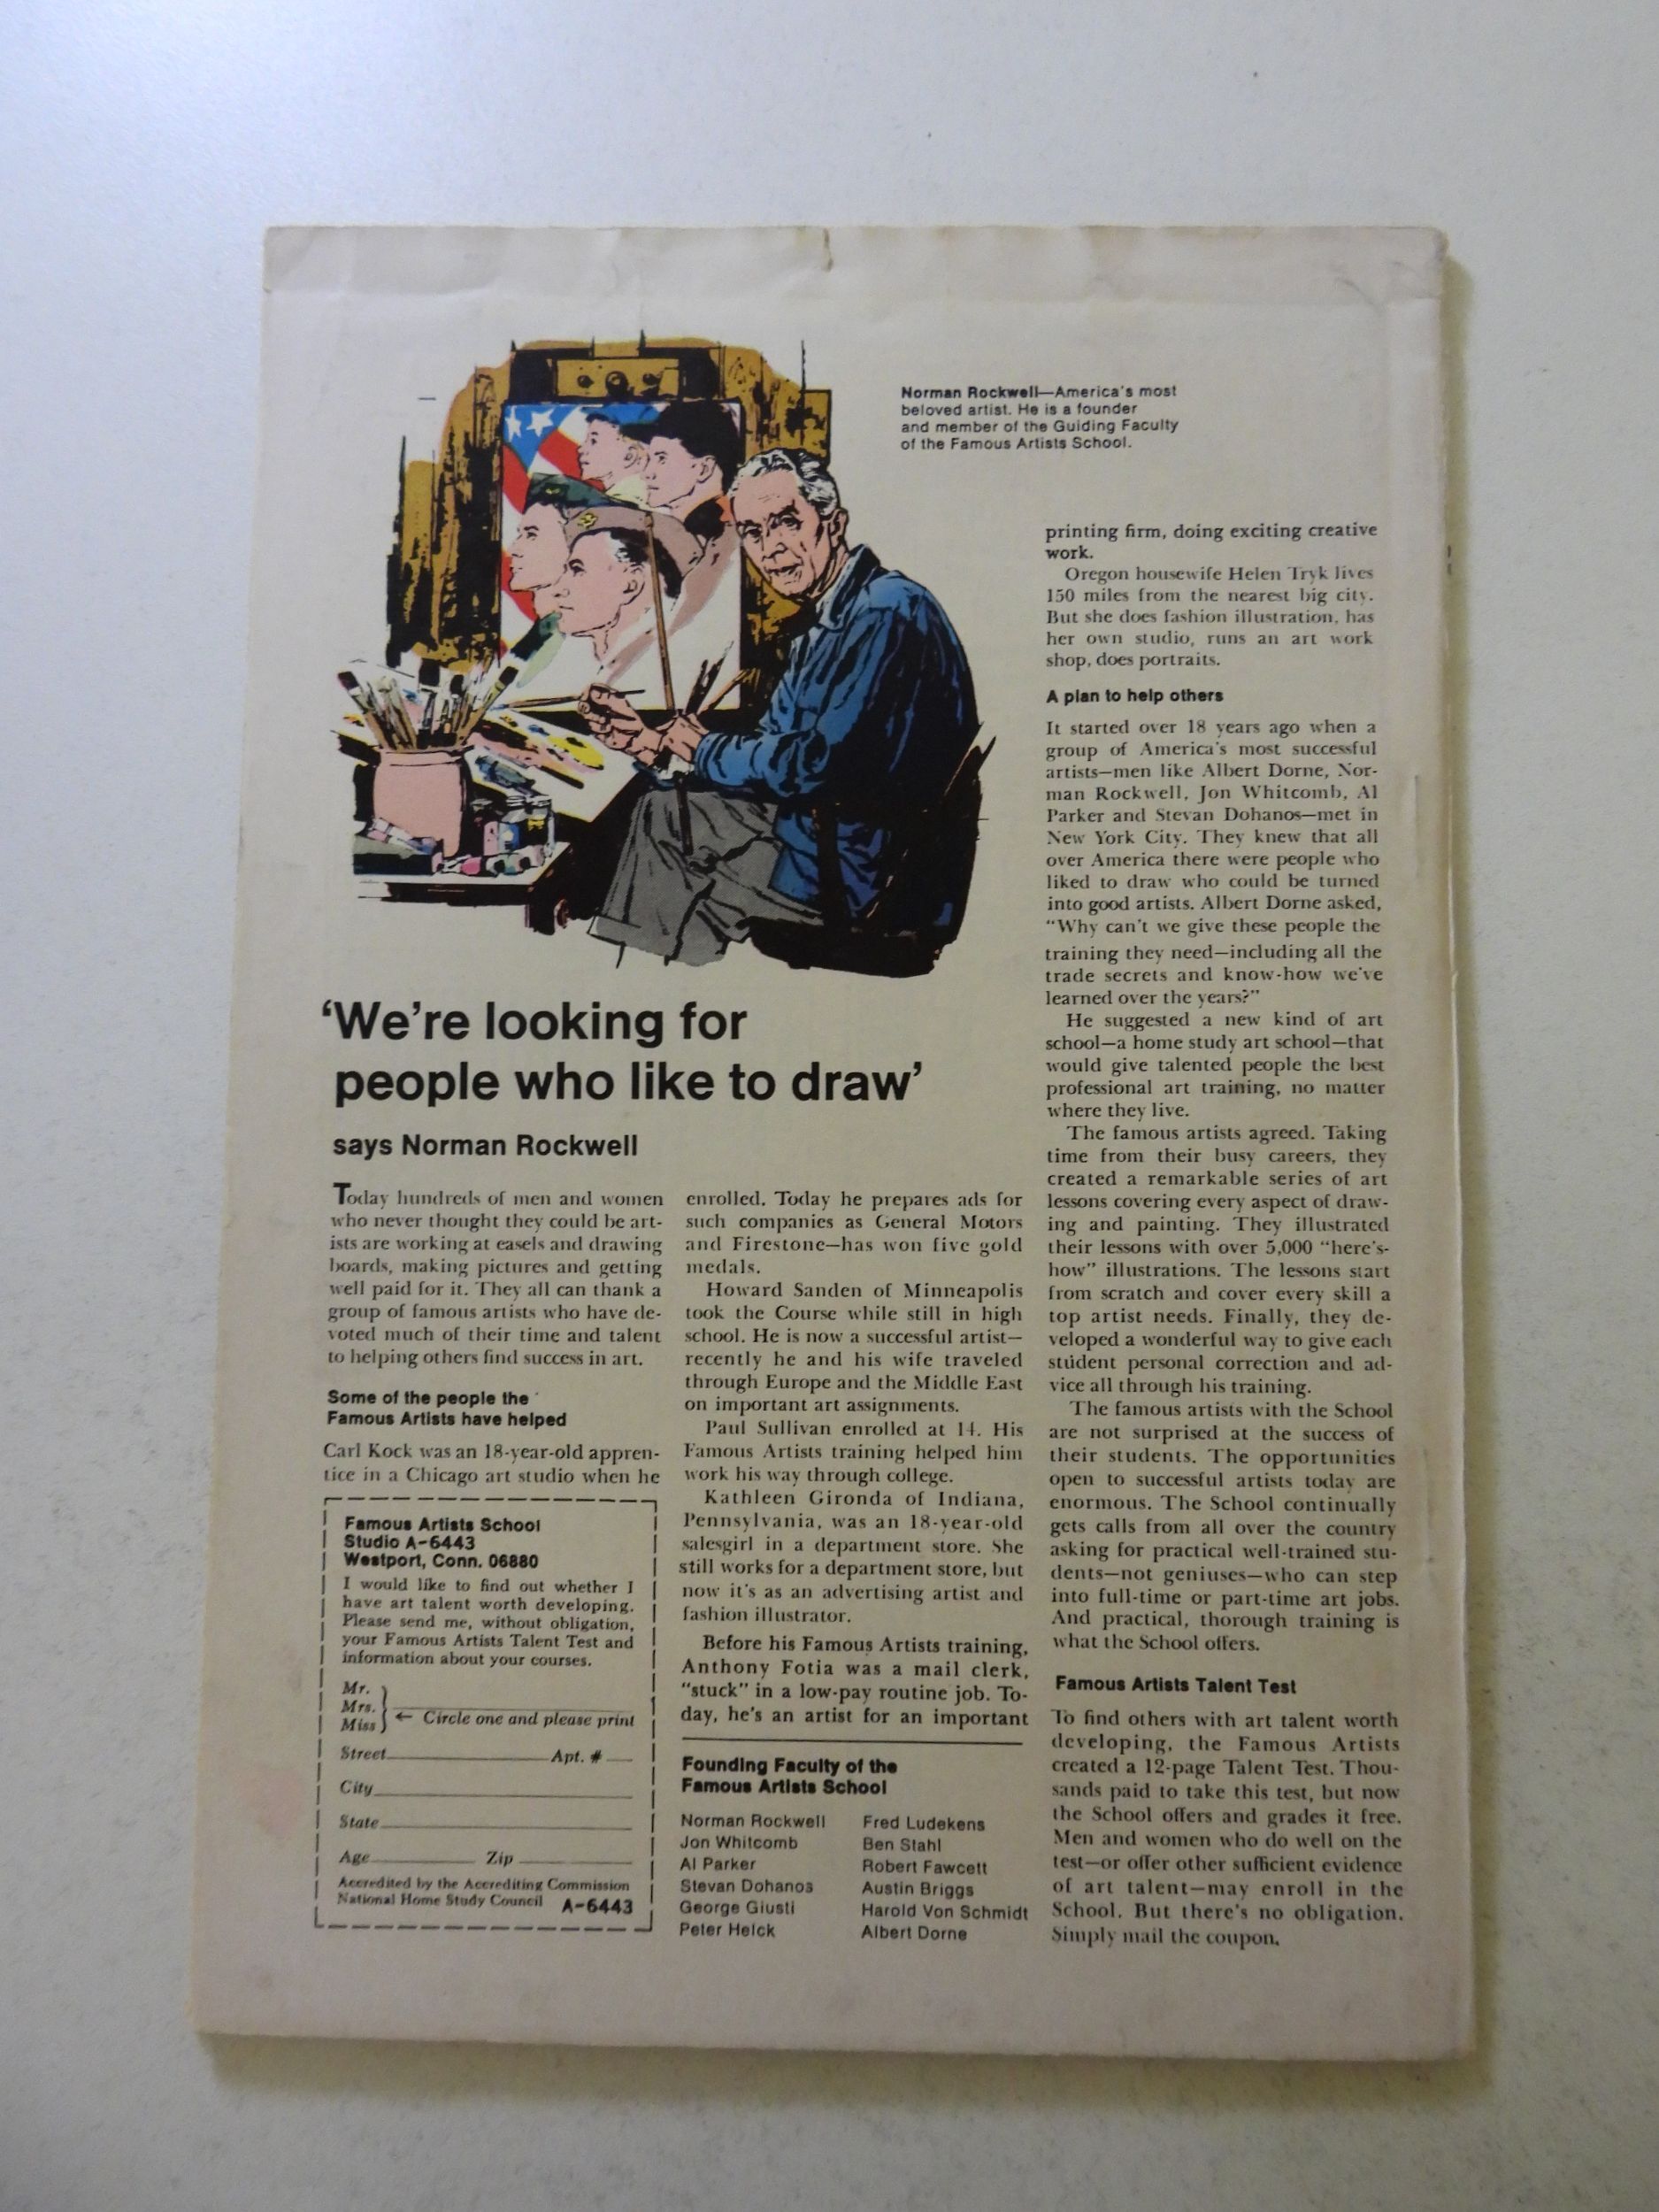 Norman Rockwell—America's most
beloved artist. He is a founder
and member of the Guiding Faculty
of the Famous Artists School.
'We're looking for
people who like to draw'
says Norman Rockwell
Today hundreds of men and women
who never thought they could be art-
ists are working at easels and drawing
boards, making pictures and getting
well paid for it. They all can thank a
group of famous artists who have de-
voted much of their time and talent
to helping others find success in art.
Some of the people the
Famous Artists have helped
Carl Kock was an 18-year-old appren-
tice in a Chicago art studio when he
Famous Artists School
Studio A-6443
Westport, Conn. 06880
I would like to find out whether I
have art talent worth developing.
Please send me, without obligation,
your Famous Artists Talent Test and
information about your courses.
Mr.
Mrs.
Miss
← Circle one and please print
Street Apt. #
City
State
Age Zip
Accredited by the Accrediting Commission
National Home Study Council A-6443
enrolled. Today he prepares ads for
such companies as General Motors
and Firestone—has won five gold
medals.
Howard Sanden of Minneapolis
took the Course while still in high
school. He is now a successful artist—
recently he and his wife traveled
through Europe and the Middle East
on important art assignments.
Paul Sullivan enrolled at 14. His
Famous Artists training helped him
work his way through college.
Kathleen Gironda of Indiana,
Pennsylvania, was an 18-year-old
salesgirl in a department store. She
still works for a department store, but
now it's as an advertising artist and
fashion illustrator.
Before his Famous Artists training,
Anthony Fotia was a mail clerk,
"stuck" in a low-pay routine job. To-
day, he's an artist for an important
Founding Faculty of the
Famous Artists School
Norman Rockwell
Jon Whitcomb
Al Parker
Stevan Dohanos
George Giusti
Peter Helck
Fred Ludekens
Ben Stahl
Robert Fawcett
Austin Briggs
Harold Von Schmidt
Albert Dorne
printing firm, doing exciting creative
work.
Oregon housewife Helen Tryk lives
150 miles from the nearest big city.
But she does fashion illustration, has
her own studio, runs an art work
shop, does portraits.
A plan to help others
It started over 18 years ago when a
group of America's most successful
artists—men like Albert Dorne, Nor-
man Rockwell, Jon Whitcomb, Al
Parker and Stevan Dohanos—met in
New York City. They knew that all
over America there were people who
liked to draw who could be turned
into good artists. Albert Dorne asked,
"Why can't we give these people the
training they need—including all the
trade secrets and know-how we've
learned over the years?"
He suggested a new kind of art
school—a home study art school—that
would give talented people the best
professional art training, no matter
where they live.
The famous artists agreed. Taking
time from their busy careers, they
created a remarkable series of art
lessons covering every aspect of draw-
ing and painting. They illustrated
their lessons with over 5,000 "here's-
how" illustrations. The lessons start
from scratch and cover every skill a
top artist needs. Finally, they de-
veloped a wonderful way to give each
student personal correction and ad-
vice all through his training.
The famous artists with the School
are not surprised at the success of
their students. The opportunities
open to successful artists today are
enormous. The School continually
gets calls from all over the country
asking for practical well-trained stu-
dents—not geniuses—who can step
into full-time or part-time art jobs.
And practical, thorough training is
what the School offers.
Famous Artists Talent Test
To find others with art talent worth
developing, the Famous Artists
created a 12-page Talent Test. Thou-
sands paid to take this test, but now
the School offers and grades it free.
Men and women who do well on the
test—or offer other sufficient evidence
of art talent—may enroll in the
School. But there's no obligation.
Simply mail the coupon.